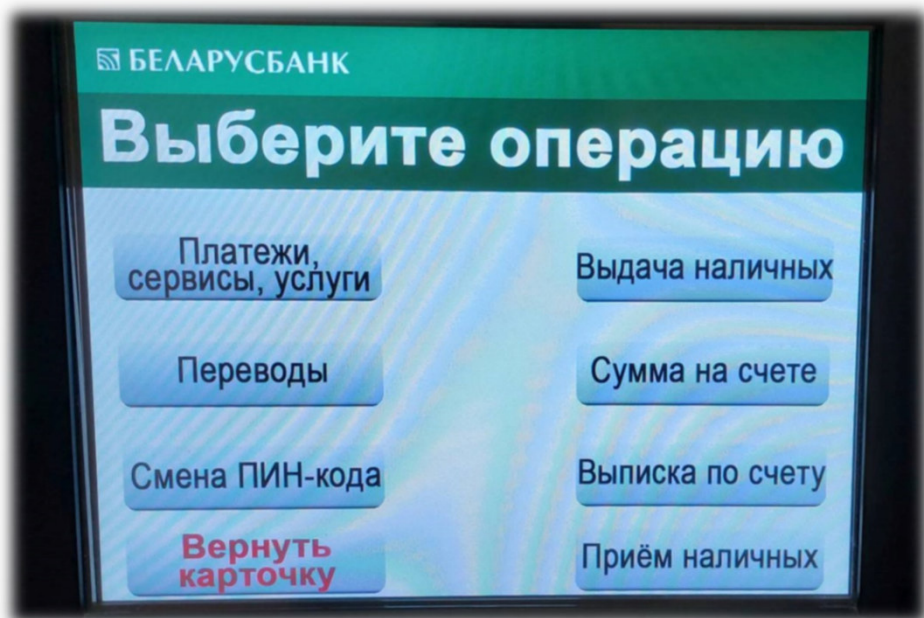 БЕЛАРУСБАНК
Выберите операцию
Платежи,
сервисы, услуги
Выдача наличных
Переводы
Сумма на счете
Смена ПИН-кода
Выписка по счету
Вернуть
карточку
Приём наличных